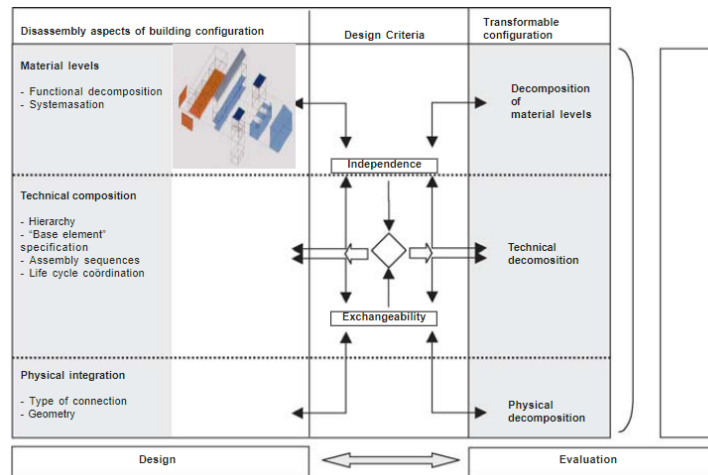 Disassembly aspects of building configuration
Design Criteria
Transformable
configuration
Material levels
- Functional decomposition
- Systemasation
Decomposition
of
material levels
Independence
Technical composition
- Hierarchy
- “Base element”
specification
- Assembly sequences
- Life cycle coördination
Technical
decomosition
Exchangeability
Physical integration
- Type of connection
- Geometry
Physical
decomposition
Design
Evaluation